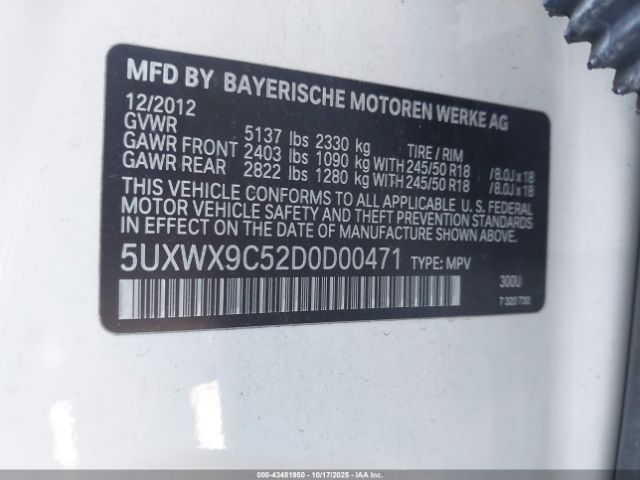 MFD BY BAYERISCHE MOTOREN WERKE AG
12/2012
GVWR 5137 lbs 2330 kg TIRE / RIM
GAWR FRONT 2403 lbs 1090 kg WITH 245/50 R18 / 8.0J x 18
GAWR REAR 2822 lbs 1280 kg WITH 245/50 R18 / 8.0J x 18
THIS VEHICLE CONFORMS TO ALL APPLICABLE U. S. FEDERAL
MOTOR VEHICLE SAFETY AND THEFT PREVENTION STANDARDS
IN EFFECT ON THE DATE OF MANUFACTURE SHOWN ABOVE.
5UXWX9C52D0D00471 TYPE: MPV
300U
7 320 730
000-43481950 - 10/17/2025 - IAAI.COM